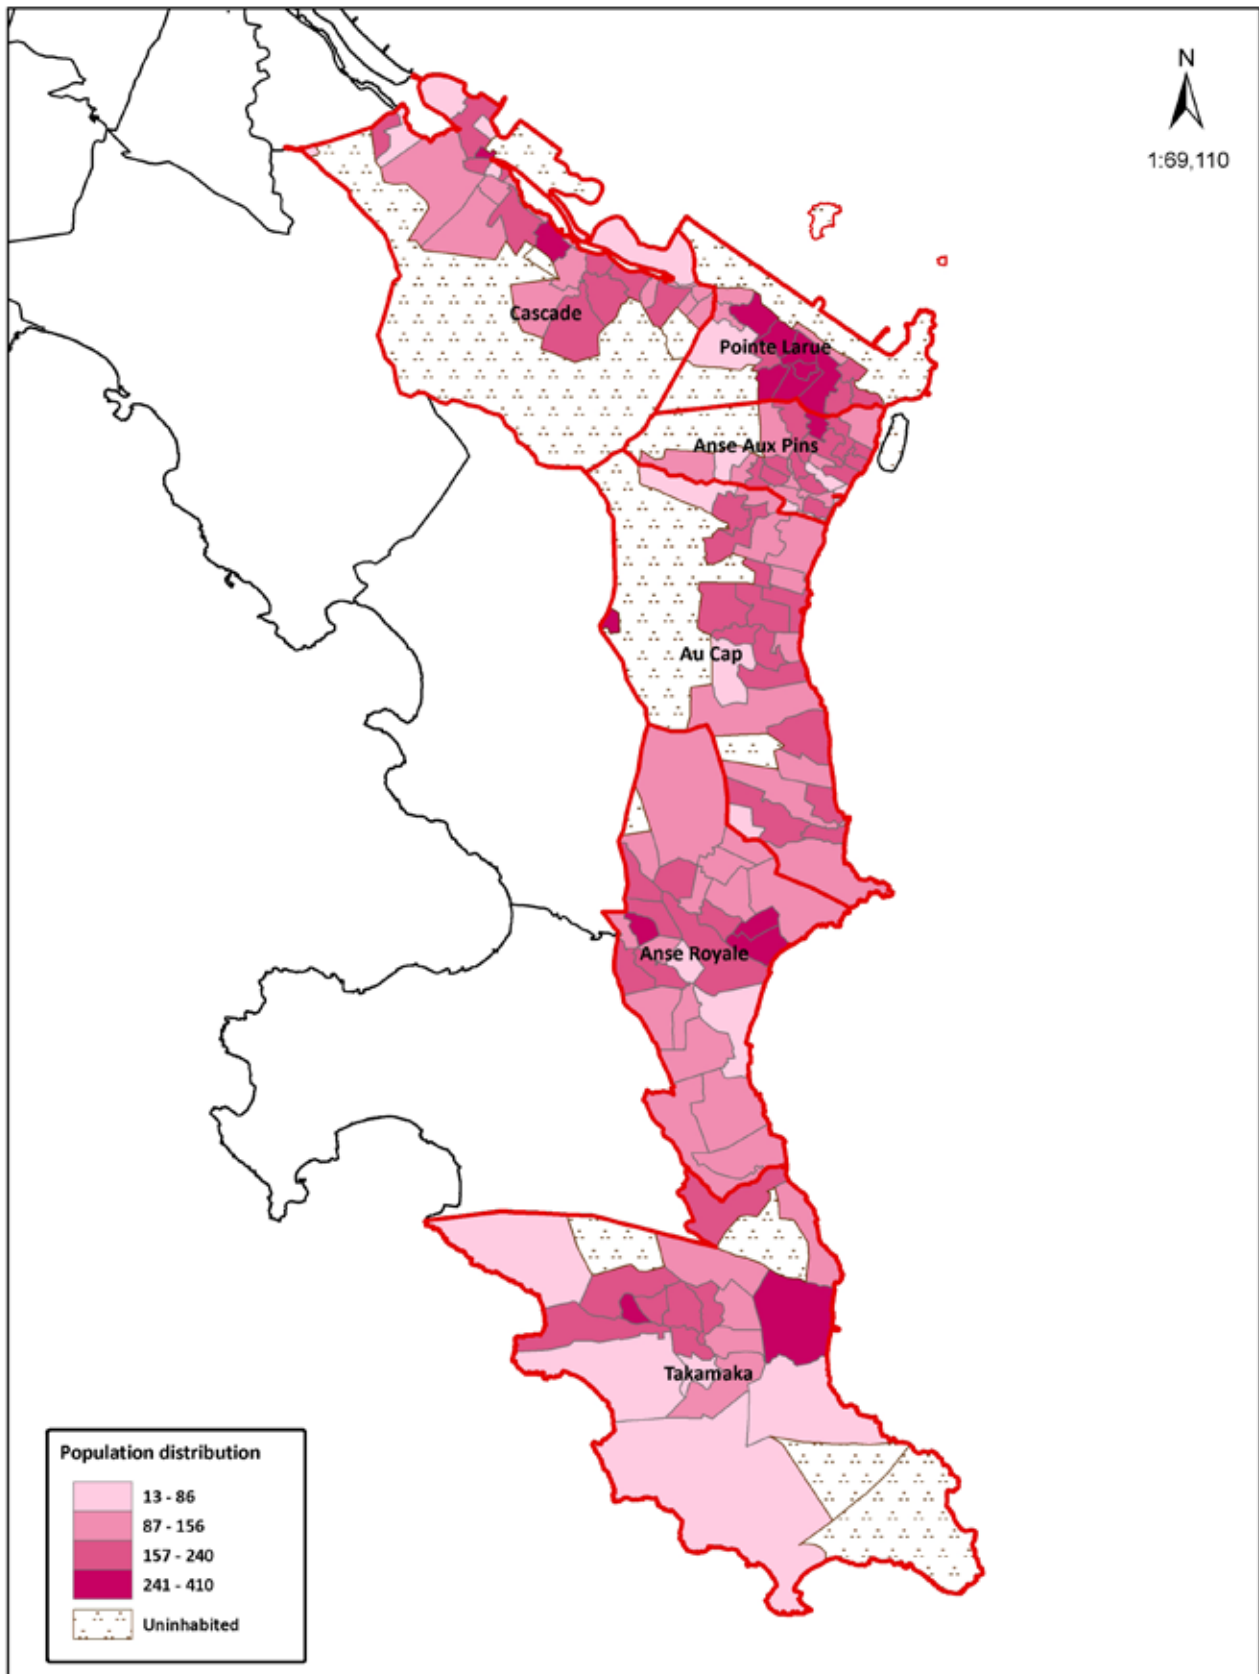 N
1:69,110
Cascade
Pointe Larue
Anse Aux Pins
Au Cap
Anse Royale
Takamaka
Population distribution
13 - 86
87 - 156
157 - 240
241 - 410
Uninhabited